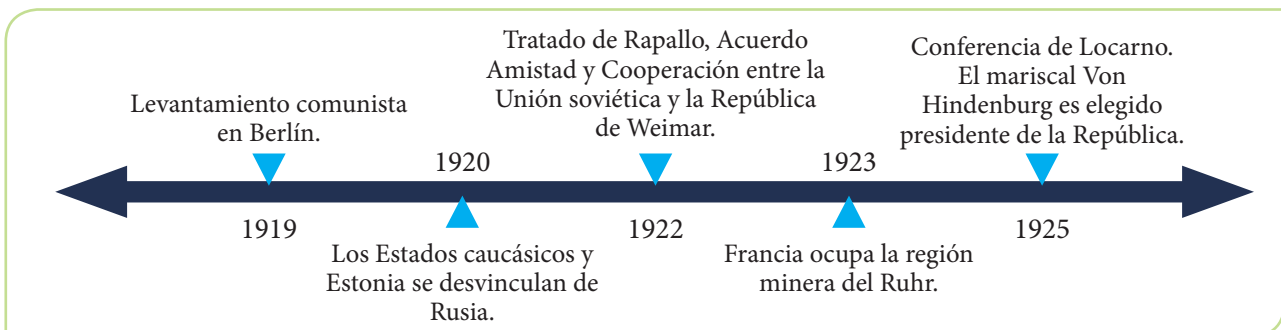 Levantamiento comunista
en Berlín.
1919
1920
Los Estados caucásicos y
Estonia se desvinculan de
Rusia.
Tratado de Rapallo, Acuerdo
Amistad y Cooperación entre la
Unión soviética y la República
de Weimar.
1922
1923
Francia ocupa la región
minera del Ruhr.
Conferencia de Locarno.
El mariscal Von
Hindenburg es elegido
presidente de la República.
1925